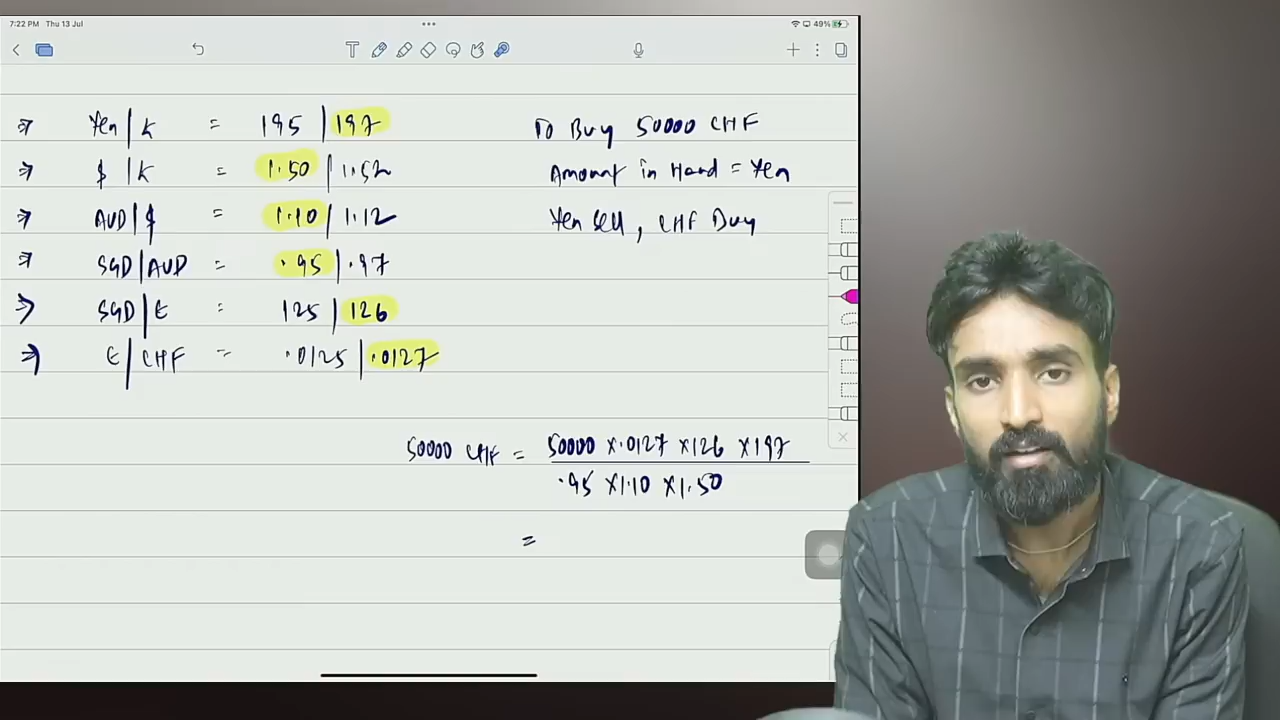 7:22 PM Thu 13 Jul
49%
⇒ Yen | £ = 195 | 197
⇒ $ | £ = 1.50 | 1.52
⇒ AUD | $ = 1.10 | 1.12
⇒ SGD | AUD = .95 | .97
⇒ SGD | € = 125 | 126
⇒ € | CHF = .0125 | .0127
To Buy 50000 CHF
Amount in Hand = Yen
Yen Sell, CHF Buy
50000 CHF = 50000 × .0127 × 126 × 197
.95 × 1.10 × 1.50
=